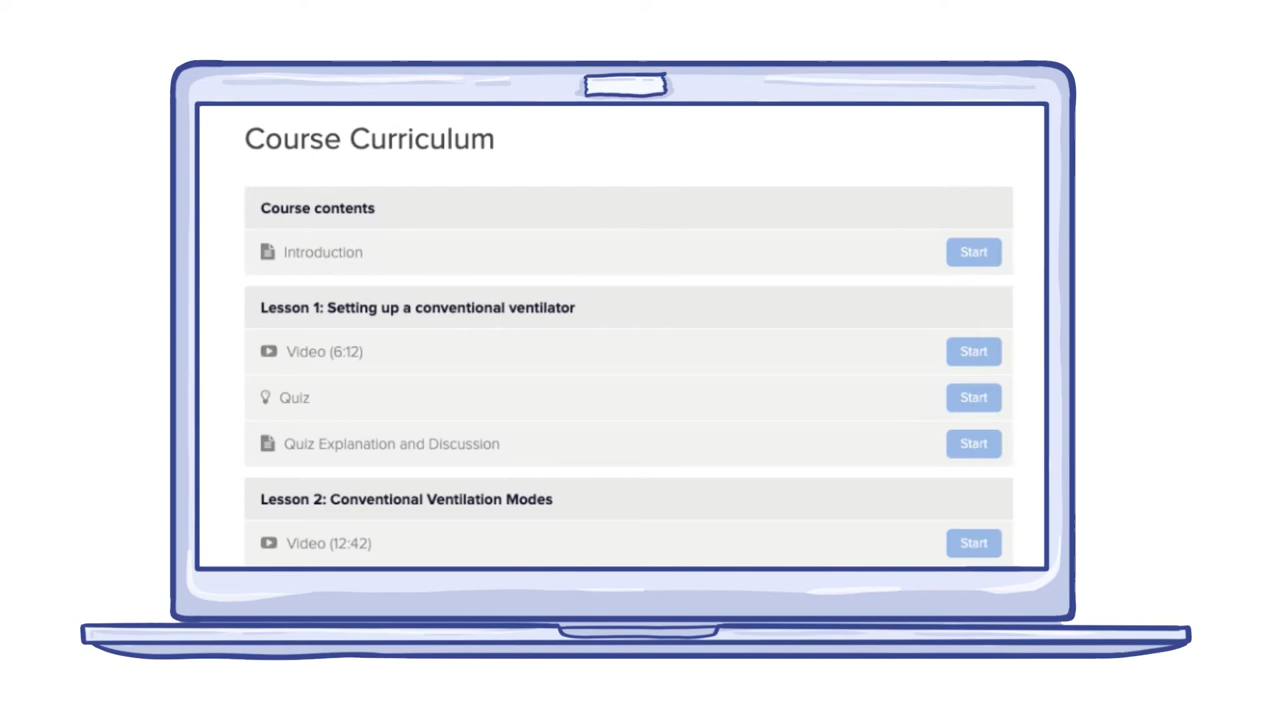 Course Curriculum
Course contents
Introduction
Start
Lesson 1: Setting up a conventional ventilator
Video (6:12)
Start
Quiz
Start
Quiz Explanation and Discussion
Start
Lesson 2: Conventional Ventilation Modes
Video (12:42)
Start